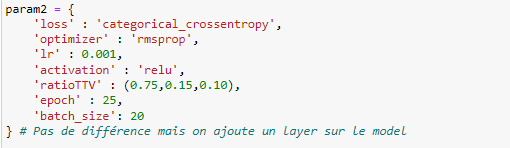 param2 = {
    'loss' : 'categorical_crossentropy',
    'optimizer' : 'rmsprop',
    'lr' : 0.001,
    'activation' : 'relu',
    'ratioTTV' : (0.75,0.15,0.10),
    'epoch' : 25,
    'batch_size': 20
} # Pas de différence mais on ajoute un layer sur le model